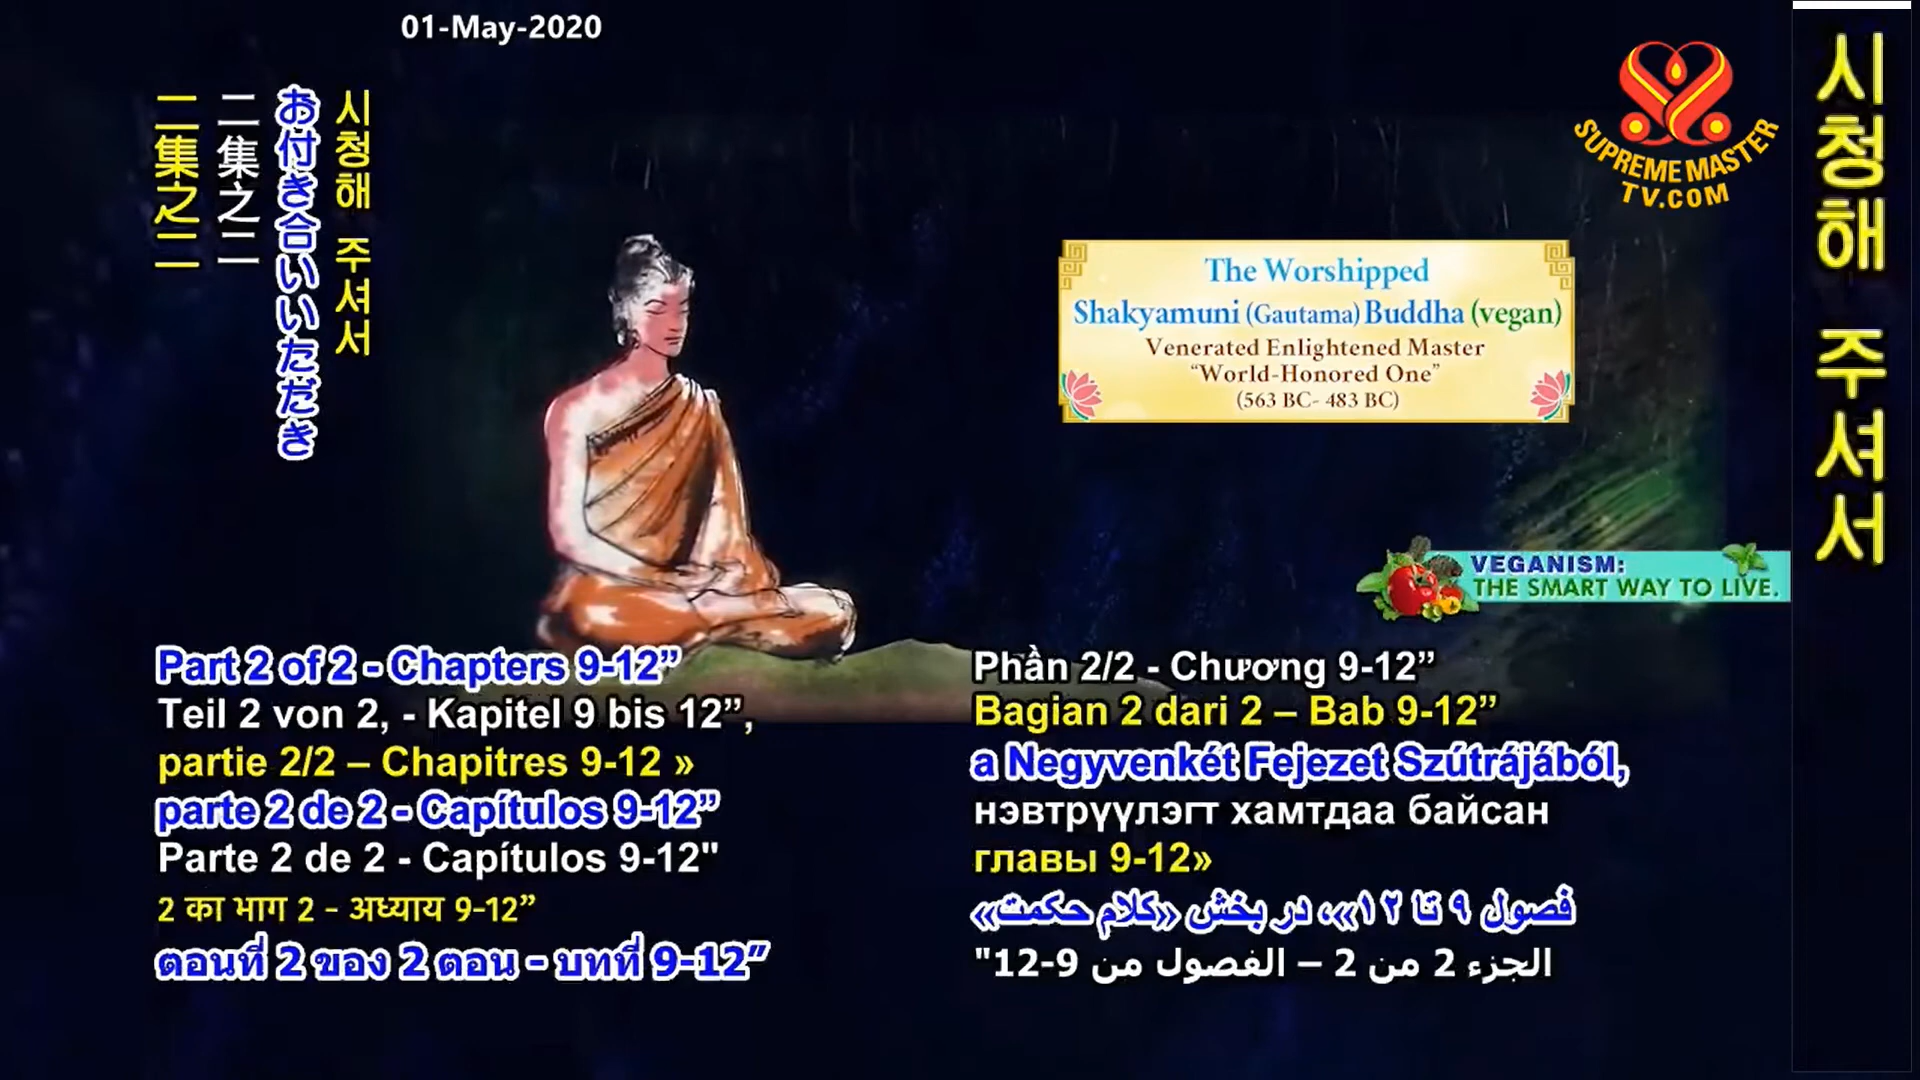 01-May-2020
시청해 주셔서
お付き合いいただき
二集之二
二集之二
SUPREME MASTER
TV.COM
The Worshipped
Shakyamuni (Gautama) Buddha (vegan)
Venerated Enlightened Master
“World-Honored One”
(563 BC- 483 BC)
시청해 주셔서
VEGANISM:
THE SMART WAY TO LIVE.
Part 2 of 2 - Chapters 9-12”
Teil 2 von 2, - Kapitel 9 bis 12”,
partie 2/2 – Chapitres 9-12 »
parte 2 de 2 - Capítulos 9-12”
Parte 2 de 2 - Capítulos 9-12"
2 का भाग 2 - अध्याय 9-12”
ตอนที่ 2 ของ 2 ตอน - บทที่ 9-12”
Phần 2/2 - Chương 9-12”
Bagian 2 dari 2 – Bab 9-12”
a Negyvenkét Fejezet Szútrájából,
нэвтрүүлэгт хамтдаа байсан
главы 9-12»
فصول ۹ تا ۱۲»، در بخش «کلام حکمت»
الجزء 2 من 2 – الفصول من 9-12"